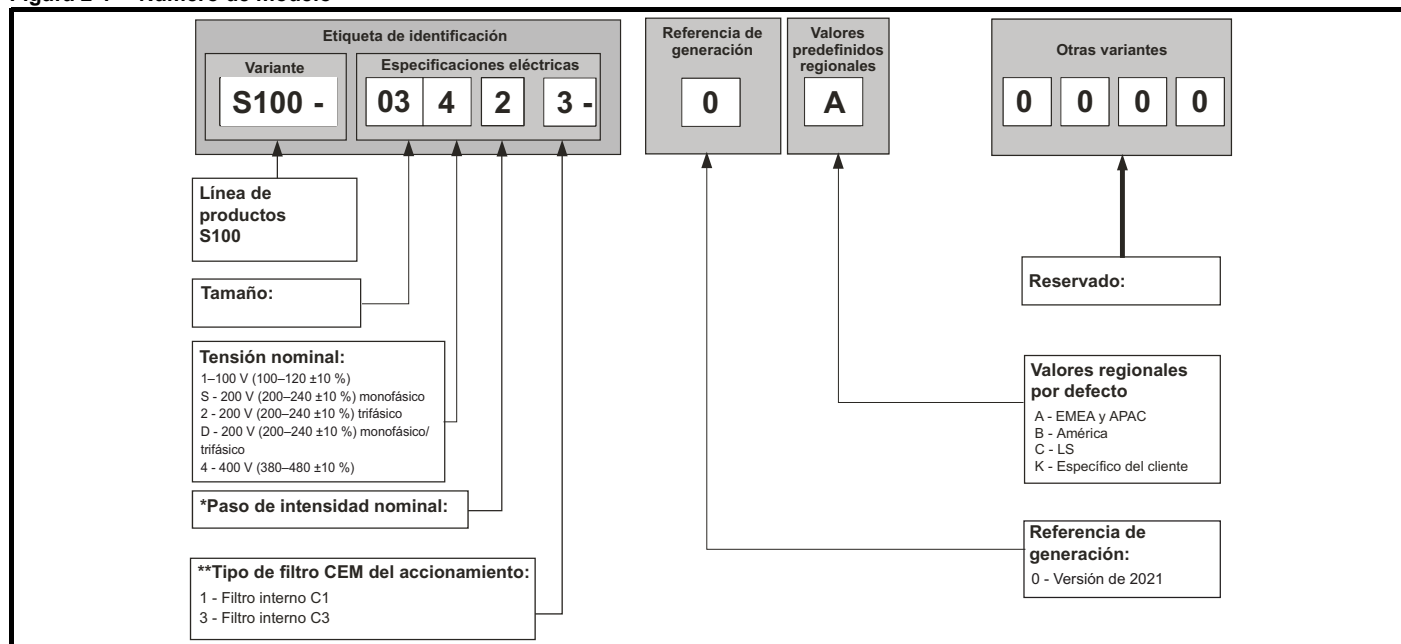 Etiqueta de identificación
Variante
Especificaciones eléctricas
S100 -
03 4 2 3 -
Referencia de
generación
0
Valores
predefinidos
regionales
A
Otras variantes
0 0 0 0
Línea de
productos
S100
Tamaño:
Tensión nominal:
1–100 V (100–120 ±10 %)
S - 200 V (200–240 ±10 %) monofásico
2 - 200 V (200–240 ±10 %) trifásico
D - 200 V (200–240 ±10 %) monofásico/
trifásico
4 - 400 V (380–480 ±10 %)
*Paso de intensidad nominal:
**Tipo de filtro CEM del accionamiento:
1 - Filtro interno C1
3 - Filtro interno C3
Reservado:
Valores regionales
por defecto
A - EMEA y APAC
B - América
C - LS
K - Específico del cliente
Referencia de
generación:
0 - Versión de 2021